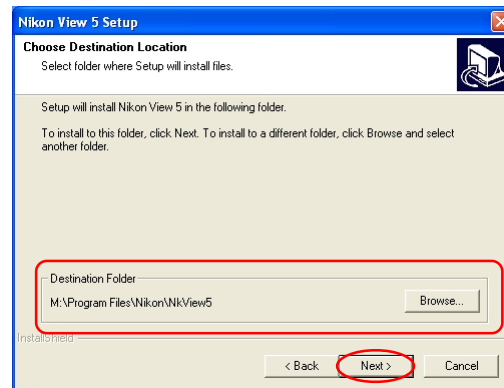 Nikon View 5 Setup
Choose Destination Location
Select folder where Setup will install files.
Setup will install Nikon View 5 in the following folder.
To install to this folder, click Next. To install to a different folder, click Browse and select
another folder.
Destination Folder
M:\Program Files\Nikon\NkView5
Browse...
InstallShield
< Back
Next >
Cancel